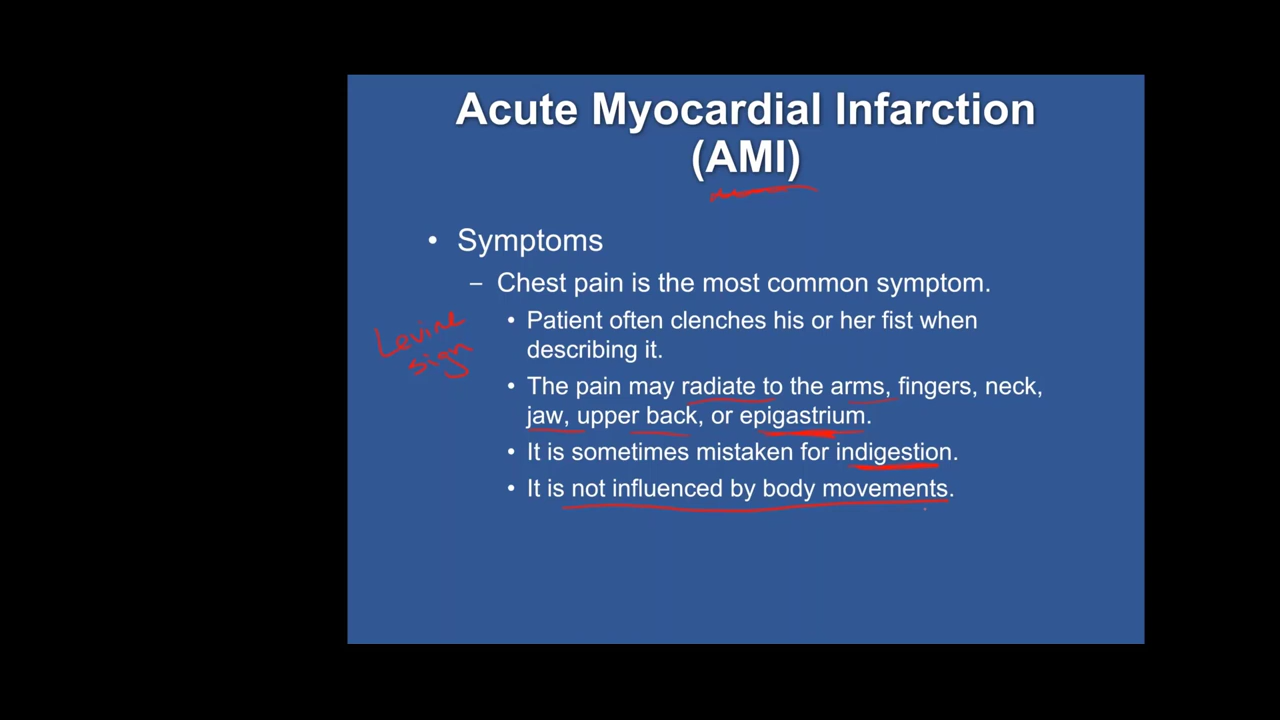 Acute Myocardial Infarction
(AMI)
• Symptoms
– Chest pain is the most common symptom.
Levine
sign
• Patient often clenches his or her fist when
describing it.
• The pain may radiate to the arms, fingers, neck,
jaw, upper back, or epigastrium.
• It is sometimes mistaken for indigestion.
• It is not influenced by body movements.